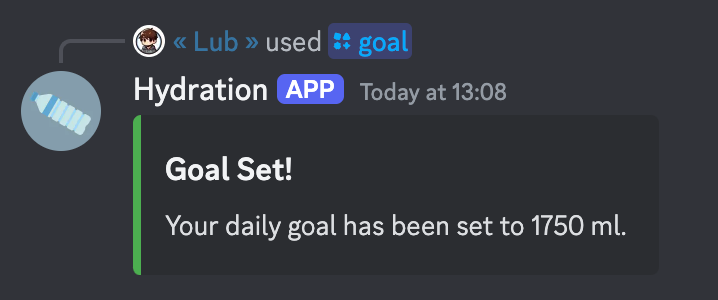 « Lub » used goal
Hydration APP Today at 13:08
Goal Set!
Your daily goal has been set to 1750 ml.